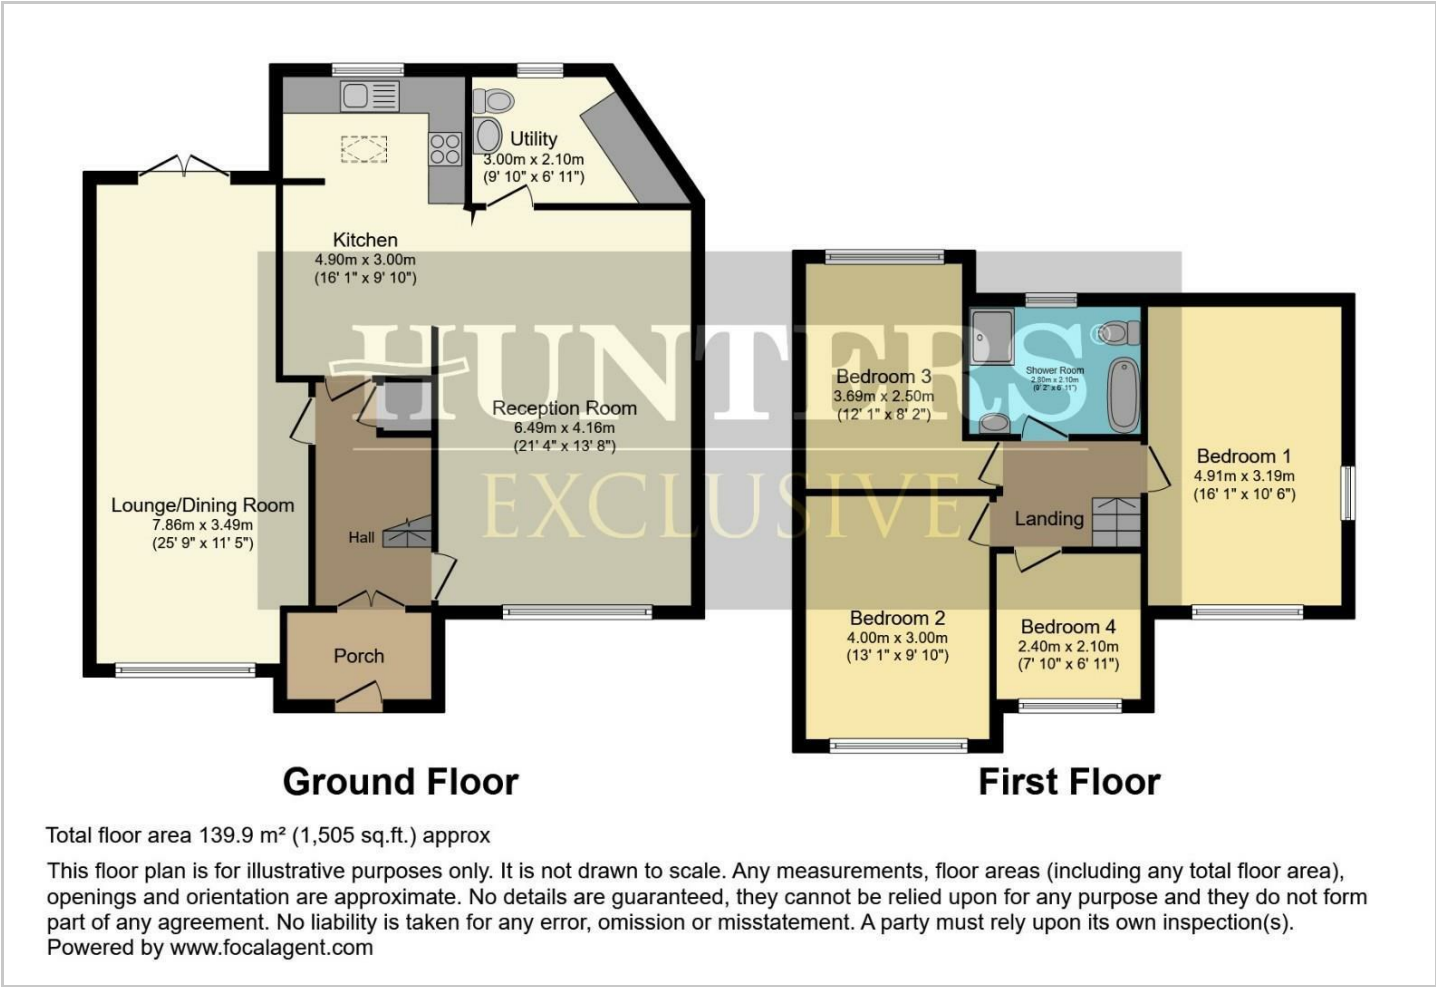 Utility
3.00m x 2.10m
(9' 10" x 6' 11")
Kitchen
4.90m x 3.00m
(16' 1" x 9' 10")
HUNTERS
EXCLUSIVE
Reception Room
6.49m x 4.16m
(21' 4" x 13' 8")
Lounge/Dining Room
7.86m x 3.49m
(25' 9" x 11' 5")
Hall
Porch
Bedroom 3
3.69m x 2.50m
(12' 1" x 8' 2")
Shower Room
2.80m x 2.10m
(9' 2" x 6' 11")
Bedroom 1
4.91m x 3.19m
(16' 1" x 10' 6")
Landing
Bedroom 2
4.00m x 3.00m
(13' 1" x 9' 10")
Bedroom 4
2.40m x 2.10m
(7' 10" x 6' 11")
Ground Floor
First Floor
Total floor area 139.9 m² (1,505 sq.ft.) approx
This floor plan is for illustrative purposes only. It is not drawn to scale. Any measurements, floor areas (including any total floor area),
openings and orientation are approximate. No details are guaranteed, they cannot be relied upon for any purpose and they do not form
part of any agreement. No liability is taken for any error, omission or misstatement. A party must rely upon its own inspection(s).
Powered by www.focalagent.com